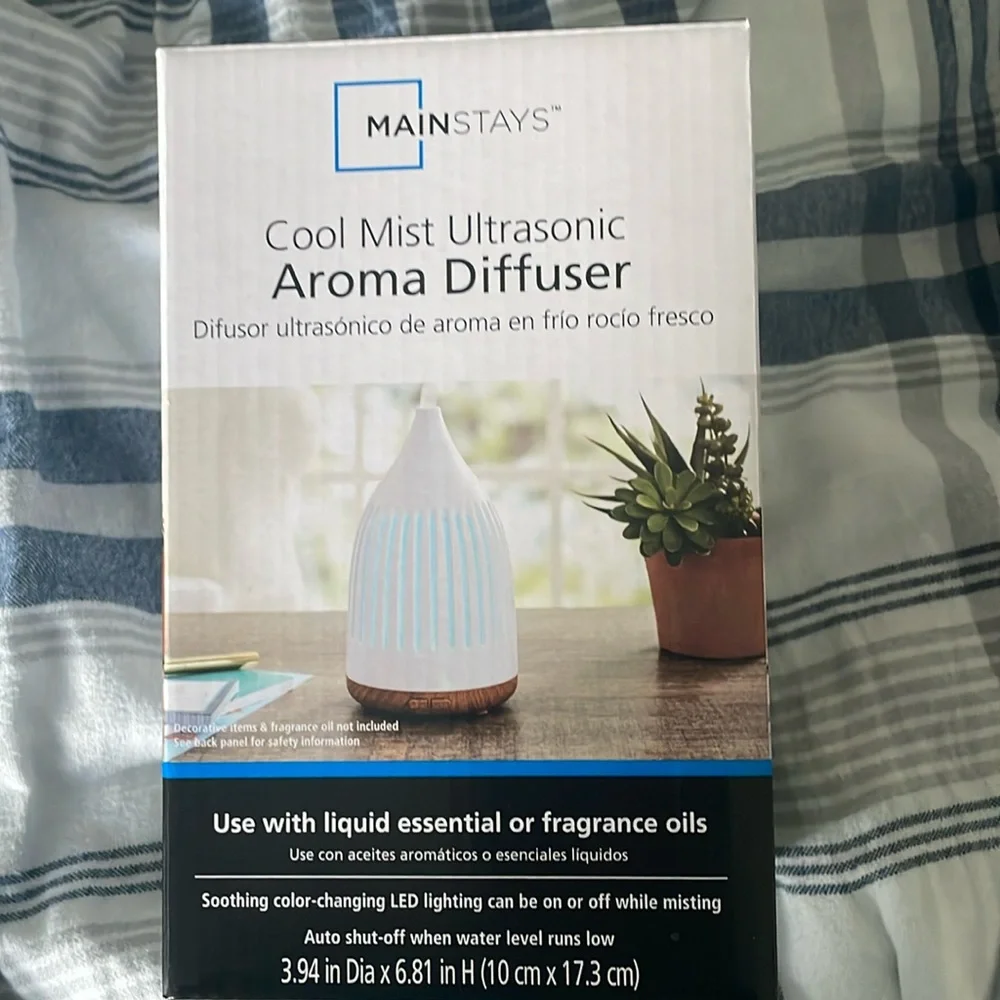 MAINSTAYS™
Cool Mist Ultrasonic
Aroma Diffuser
Difusor ultrasónico de aroma en frío rocío fresco
Decorative items & fragrance oil not included
See back panel for safety information
Use with liquid essential or fragrance oils
Use con aceites aromáticos o esenciales líquidos
Soothing color-changing LED lighting can be on or off while misting
Auto shut-off when water level runs low
3.94 in Dia x 6.81 in H (10 cm x 17.3 cm)